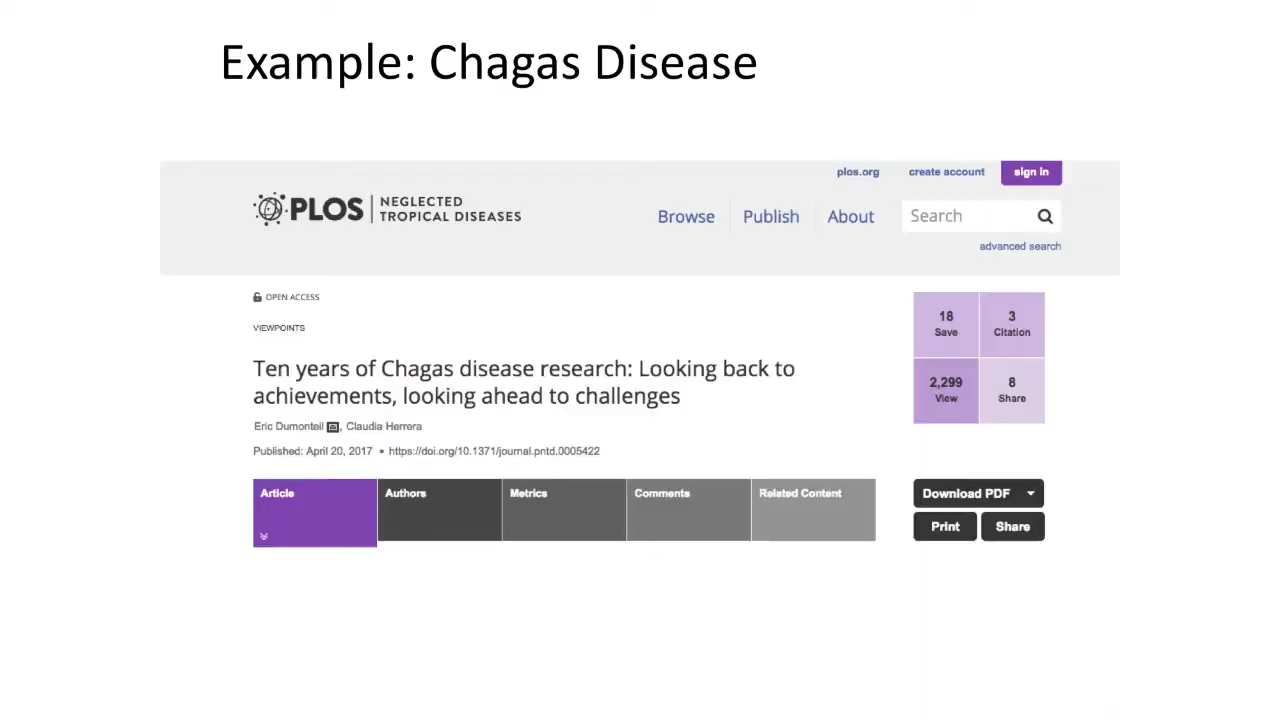 Example: Chagas Disease
plos.org create account sign in
PLOS NEGLECTED
TROPICAL DISEASES
Browse Publish About Search
advanced search
OPEN ACCESS
VIEWPOINTS
Ten years of Chagas disease research: Looking back to
achievements, looking ahead to challenges
Eric Dumonteil, Claudia Herrera
Published: April 20, 2017 • https://doi.org/10.1371/journal.pntd.0005422
18 3
Save Citation
2,299 8
View Share
Article Authors Metrics Comments Related Content
Download PDF
Print Share